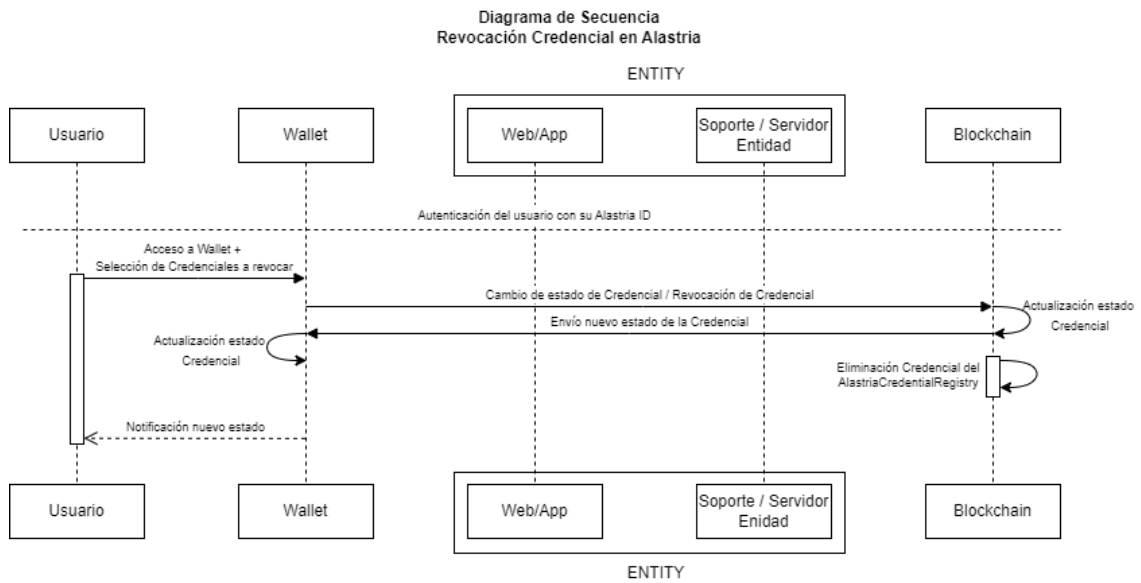 Diagrama de Secuencia
Revocación Credencial en Alastria
ENTITY
Usuario
Wallet
Web/App
Soporte / Servidor
Entidad
Blockchain
Autenticación del usuario con su Alastria ID
Acceso a Wallet +
Selección de Credenciales a revocar
Cambio de estado de Credencial / Revocación de Credencial
Actualización estado
Credencial
Envío nuevo estado de la Credencial
Actualización estado
Credencial
Eliminación Credencial del
AlastriaCredentialRegistry
Notificación nuevo estado
Usuario
Wallet
Web/App
Soporte / Servidor
Enidad
Blockchain
ENTITY